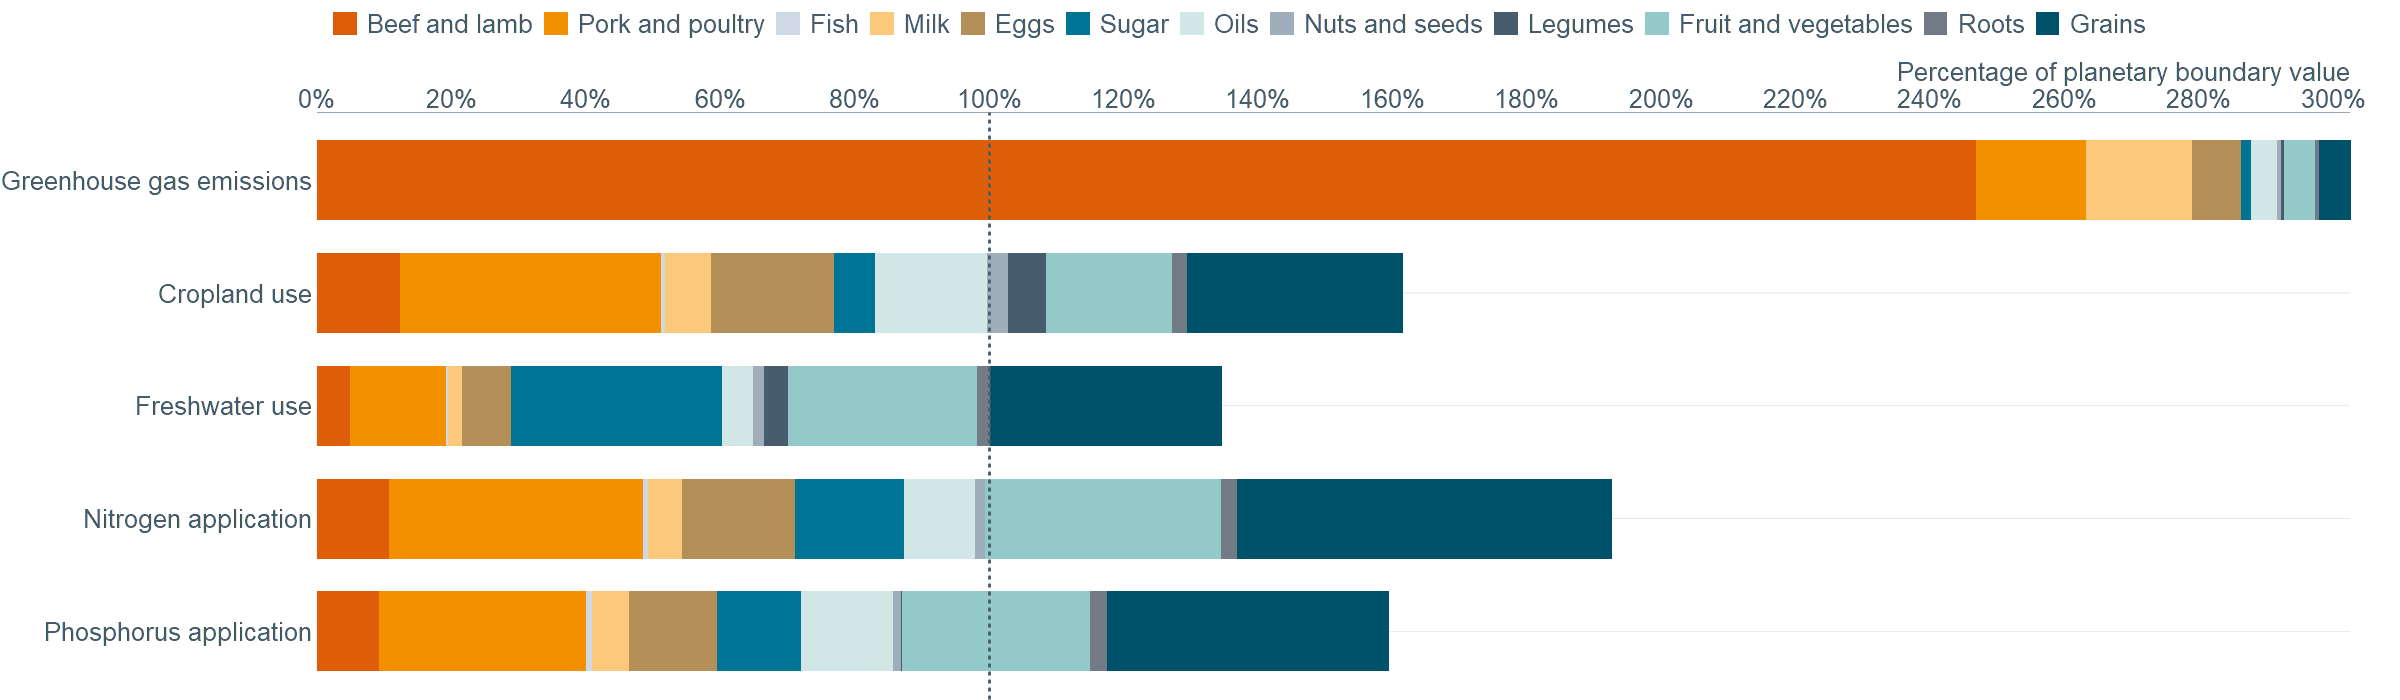 Beef and lamb Pork and poultry Fish Milk Eggs Sugar Oils Nuts and seeds Legumes Fruit and vegetables Roots Grains
Percentage of planetary boundary value
0% 20% 40% 60% 80% 100% 120% 140% 160% 180% 200% 220% 240% 260% 280% 300%
Greenhouse gas emissions
Cropland use
Freshwater use
Nitrogen application
Phosphorus application